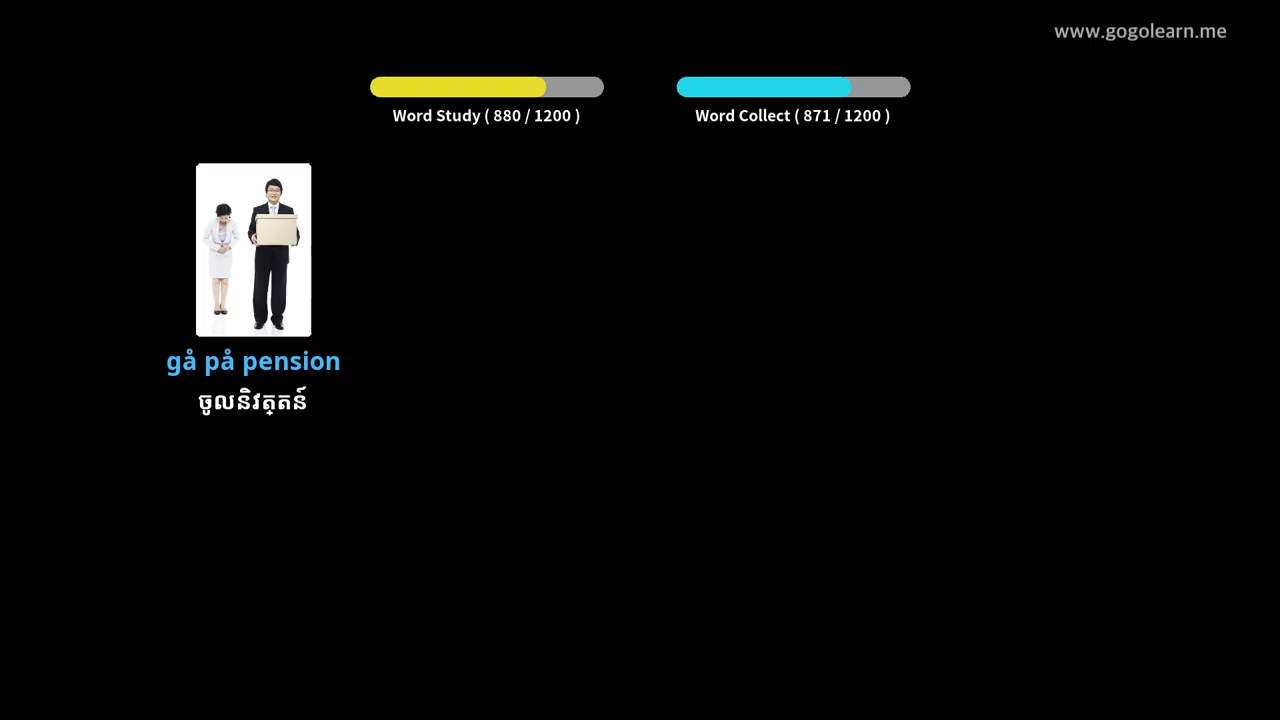 www.gogolearn.me
Word Study ( 880 / 1200 )
Word Collect ( 871 / 1200 )
gå på pension
ចូលនិវត្តន៍